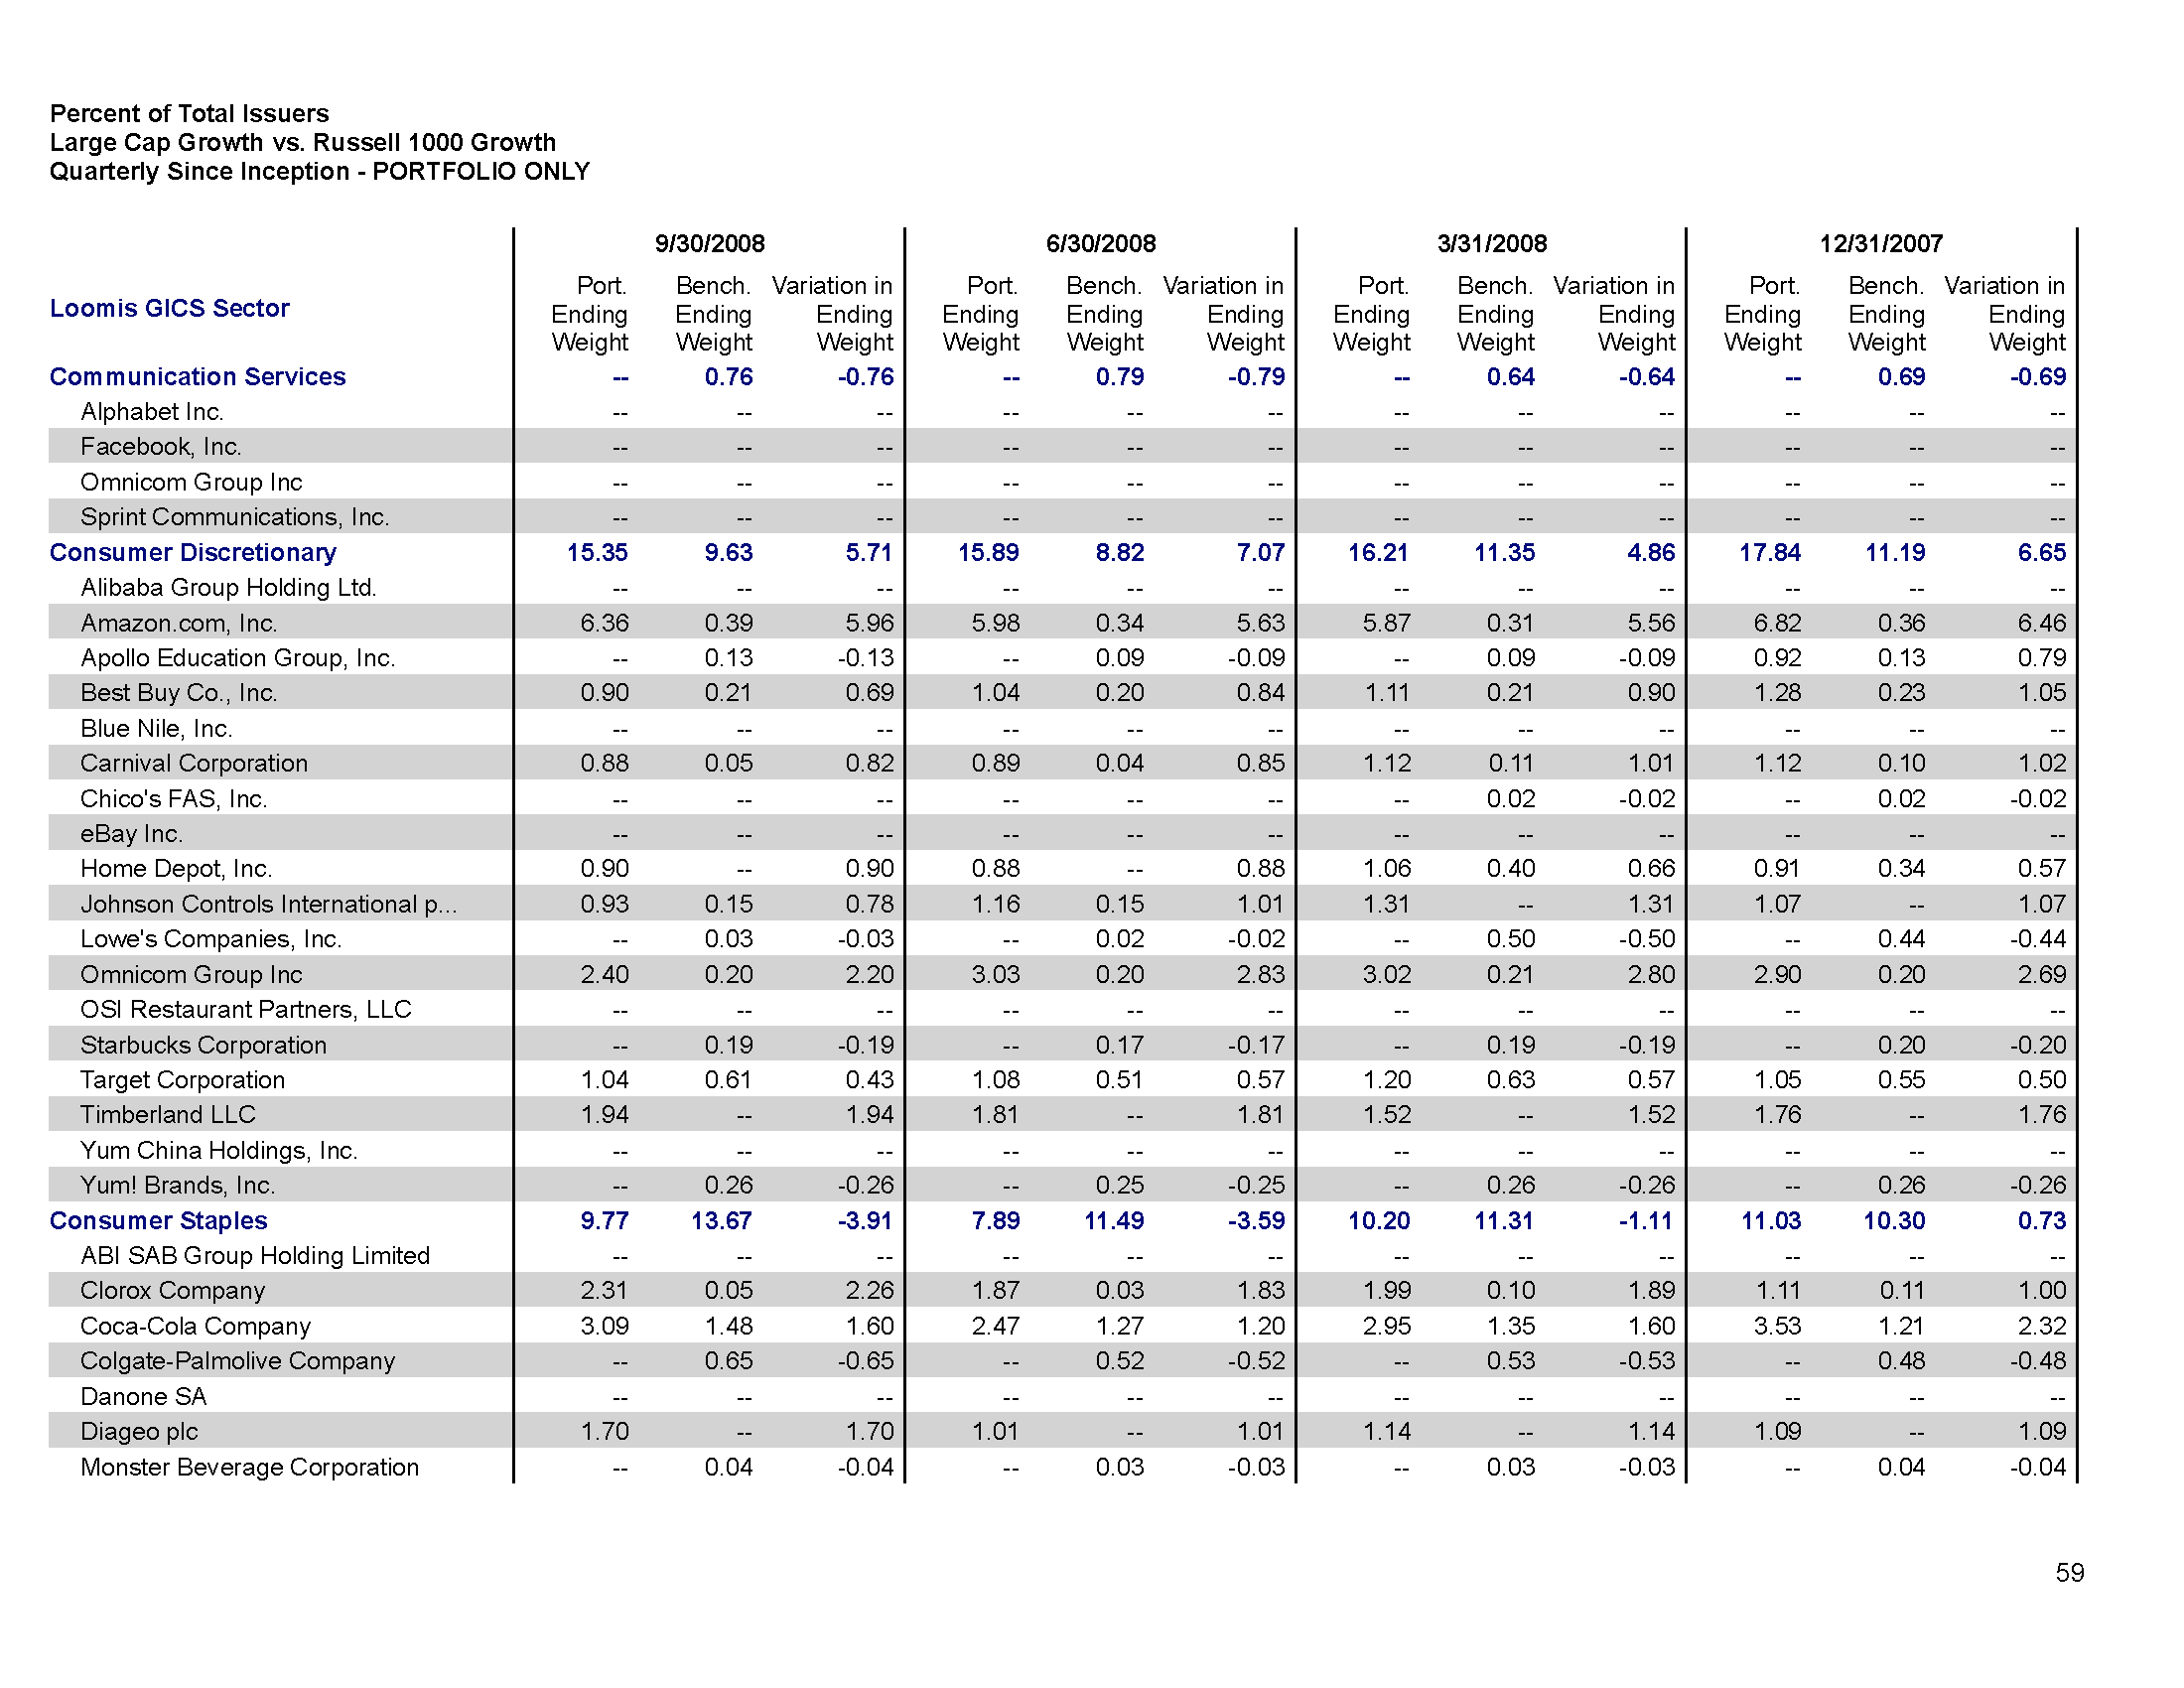 Percent of Total Issuers
Large Cap Growth vs. Russell 1000 Growth
Quarterly Since Inception - PORTFOLIO ONLY
9/30/2008 6/30/2008 3/31/2008 12/31/2007
Loomis GICS Sector
Port. Bench. Variation in Port. Bench. Variation in Port. Bench. Variation in Port. Bench. Variation in
Ending Ending Ending Ending Ending Ending Ending Ending Ending Ending Ending Ending
Weight Weight Weight Weight Weight Weight Weight Weight Weight Weight Weight Weight
Communication Services -- 0.76 -0.76 -- 0.79 -0.79 -- 0.64 -0.64 -- 0.69 -0.69
Alphabet Inc. -- -- -- -- -- -- -- -- -- -- -- --
Facebook, Inc. -- -- -- -- -- -- -- -- -- -- -- --
Omnicom Group Inc -- -- -- -- -- -- -- -- -- -- -- --
Sprint Communications, Inc. -- -- -- -- -- -- -- -- -- -- -- --
Consumer Discretionary 15.35 9.63 5.71 15.89 8.82 7.07 16.21 11.35 4.86 17.84 11.19 6.65
Alibaba Group Holding Ltd. -- -- -- -- -- -- -- -- -- -- -- --
Amazon.com, Inc. 6.36 0.39 5.96 5.98 0.34 5.63 5.87 0.31 5.56 6.82 0.36 6.46
Apollo Education Group, Inc. -- 0.13 -0.13 -- 0.09 -0.09 -- 0.09 -0.09 0.92 0.13 0.79
Best Buy Co., Inc. 0.90 0.21 0.69 1.04 0.20 0.84 1.11 0.21 0.90 1.28 0.23 1.05
Blue Nile, Inc. -- -- -- -- -- -- -- -- -- -- -- --
Carnival Corporation 0.88 0.05 0.82 0.89 0.04 0.85 1.12 0.11 1.01 1.12 0.10 1.02
Chico's FAS, Inc. -- -- -- -- -- -- -- 0.02 -0.02 -- 0.02 -0.02
eBay Inc. -- -- -- -- -- -- -- -- -- -- -- --
Home Depot, Inc. 0.90 -- 0.90 0.88 -- 0.88 1.06 0.40 0.66 0.91 0.34 0.57
Johnson Controls International p... 0.93 0.15 0.78 1.16 0.15 1.01 1.31 -- 1.31 1.07 -- 1.07
Lowe's Companies, Inc. -- 0.03 -0.03 -- 0.02 -0.02 -- 0.50 -0.50 -- 0.44 -0.44
Omnicom Group Inc 2.40 0.20 2.20 3.03 0.20 2.83 3.02 0.21 2.80 2.90 0.20 2.69
OSI Restaurant Partners, LLC -- -- -- -- -- -- -- -- -- -- -- --
Starbucks Corporation -- 0.19 -0.19 -- 0.17 -0.17 -- 0.19 -0.19 -- 0.20 -0.20
Target Corporation 1.04 0.61 0.43 1.08 0.51 0.57 1.20 0.63 0.57 1.05 0.55 0.50
Timberland LLC 1.94 -- 1.94 1.81 -- 1.81 1.52 -- 1.52 1.76 -- 1.76
Yum China Holdings, Inc. -- -- -- -- -- -- -- -- -- -- -- --
Yum! Brands, Inc. -- 0.26 -0.26 -- 0.25 -0.25 -- 0.26 -0.26 -- 0.26 -0.26
Consumer Staples 9.77 13.67 -3.91 7.89 11.49 -3.59 10.20 11.31 -1.11 11.03 10.30 0.73
ABI SAB Group Holding Limited -- -- -- -- -- -- -- -- -- -- -- --
Clorox Company 2.31 0.05 2.26 1.87 0.03 1.83 1.99 0.10 1.89 1.11 0.11 1.00
Coca-Cola Company 3.09 1.48 1.60 2.47 1.27 1.20 2.95 1.35 1.60 3.53 1.21 2.32
Colgate-Palmolive Company -- 0.65 -0.65 -- 0.52 -0.52 -- 0.53 -0.53 -- 0.48 -0.48
Danone SA -- -- -- -- -- -- -- -- -- -- -- --
Diageo plc 1.70 -- 1.70 1.01 -- 1.01 1.14 -- 1.14 1.09 -- 1.09
Monster Beverage Corporation -- 0.04 -0.04 -- 0.03 -0.03 -- 0.03 -0.03 -- 0.04 -0.04
59